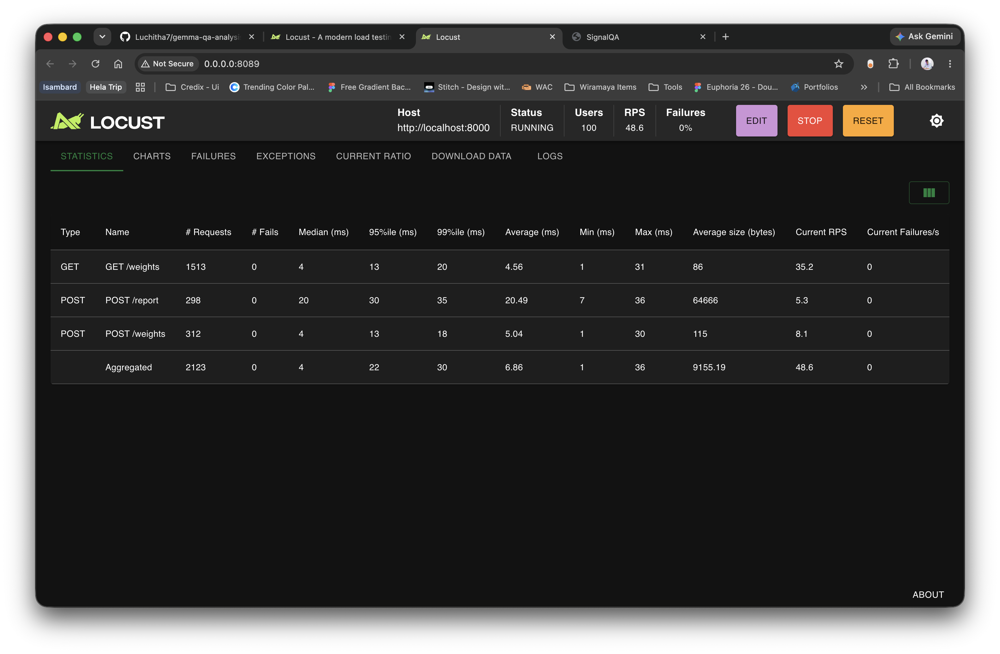 Luchitha7/gemma-qa-analysi
Locust - A modern load testin
Locust
SignalQA
Ask Gemini
Not Secure
0.0.0.0:8089
Isambard
Hela Trip
Credix - Ui
Trending Color Pal...
Free Gradient Bac...
Stitch - Design wit...
WAC
Wiramaya Items
Tools
Euphoria 26 - Dou...
Portfolios
All Bookmarks
LOCUST
Host
http://localhost:8000
Status
RUNNING
Users
100
RPS
48.6
Failures
0%
EDIT
STOP
RESET
STATISTICS CHARTS FAILURES EXCEPTIONS CURRENT RATIO DOWNLOAD DATA LOGS
Type Name # Requests # Fails Median (ms) 95%ile (ms) 99%ile (ms) Average (ms) Min (ms) Max (ms) Average size (bytes) Current RPS Current Failures/s
GET GET /weights 1513 0 4 13 20 4.56 1 31 86 35.2 0
POST POST /report 298 0 20 30 35 20.49 7 36 64666 5.3 0
POST POST /weights 312 0 4 13 18 5.04 1 30 115 8.1 0
Aggregated 2123 0 4 22 30 6.86 1 36 9155.19 48.6 0
ABOUT